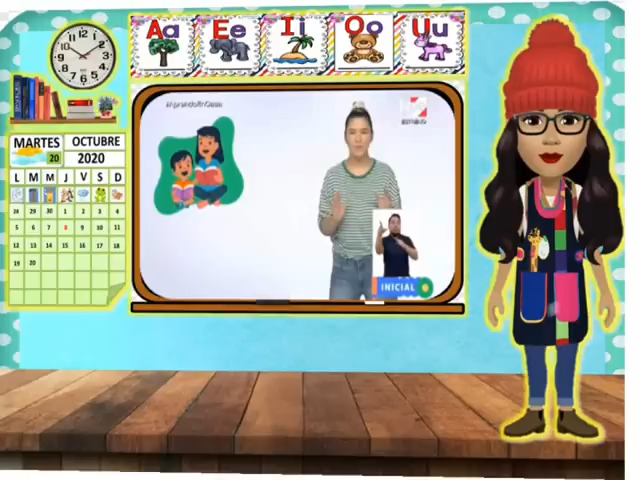 Aa
Ee
Ii
Oo
Uu
#AprendoEnCasa
MARTES
OCTUBRE
20
2020
L M M J V S D
28 29 30 1 2 3 4
5 6 7 8 9 10 11
12 13 14 15 16 17 18
19 20
INICIAL